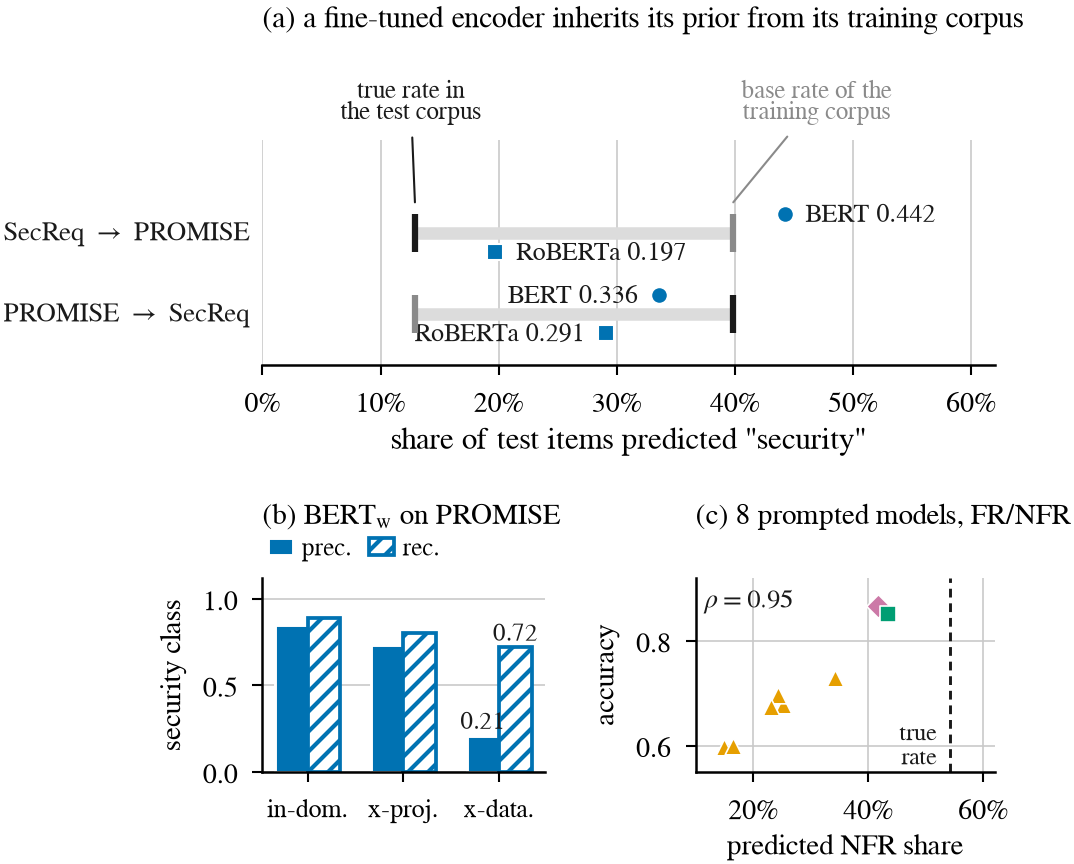 (a) a fine-tuned encoder inherits its prior from its training corpus
true rate in
the test corpus
base rate of the
training corpus
SecReq → PROMISE
BERT 0.442
RoBERTa 0.197
PROMISE → SecReq
BERT 0.336
RoBERTa 0.291
0% 10% 20% 30% 40% 50% 60%
share of test items predicted "security"
(b) BERTw on PROMISE
prec. rec.
security class
1.0
0.5
0.0
0.21
0.72
in-dom. x-proj. x-data.
(c) 8 prompted models, FR/NFR
ρ = 0.95
accuracy
0.8
0.6
true
rate
20% 40% 60%
predicted NFR share